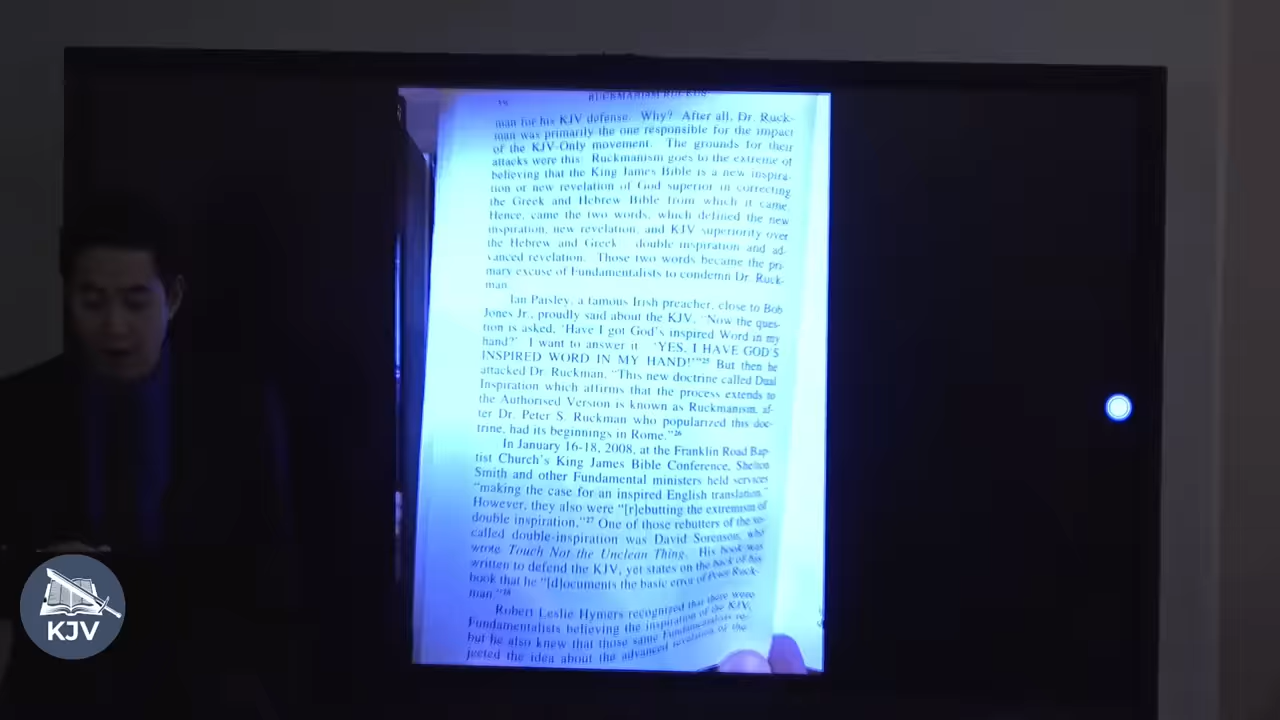 RUCKMANISM RUCKUS
man for his KJV defense. Why? After all, Dr. Ruck-
man was primarily the one responsible for the impact
of the KJV-Only movement. The grounds for their
attacks were this: Ruckmanism goes to the extreme of
believing that the King James Bible is a new inspira-
tion or new revelation of God superior in correcting
the Greek and Hebrew Bible from which it came.
Hence, came the two words, which defined the new
inspiration, new revelation, and KJV superiority over
the Hebrew and Greek double inspiration and ad-
vanced revelation. Those two words became the pri-
mary excuse of Fundamentalists to condemn Dr. Ruck-
man.
Ian Paisley, a famous Irish preacher, close to Bob
Jones Jr., proudly said about the KJV, "Now the ques-
tion is asked, 'Have I got God's inspired Word in my
hand?' I want to answer it 'YES, I HAVE GOD'S
INSPIRED WORD IN MY HAND!'"25 But then he
attacked Dr. Ruckman, "This new doctrine called Dual
Inspiration which affirms that the process extends to
the Authorised Version is known as Ruckmanism, af-
ter Dr. Peter S. Ruckman who popularized this doc-
trine, had its beginnings in Rome."26
In January 16-18, 2008, at the Franklin Road Bap-
tist Church's King James Bible Conference, Shelton
Smith and other Fundamental ministers held services
"making the case for an inspired English translation."
However, they also were "[r]ebutting the extremism of
double inspiration."27 One of those rebutters of the so-
called double-inspiration was David Sorenson, who
wrote Touch Not the Unclean Thing. His book was
written to defend the KJV, yet states on the back of his
book that he "[d]ocuments the basic error of Peter Ruck-
man."28
Robert Leslie Hymers recognized that there were
Fundamentalists believing the inspiration of the KJV,
but he also knew that those same Fundamentalists re-
jected the idea about the advanced revelation of the
KJV